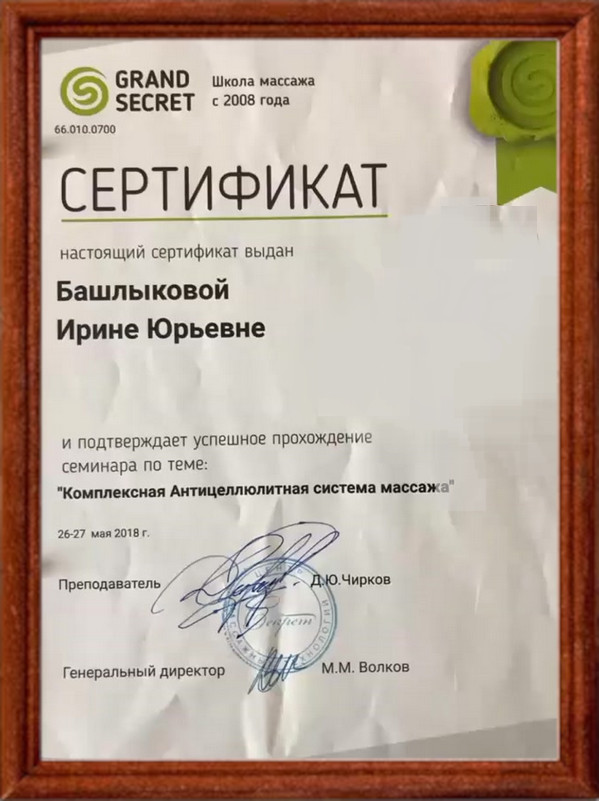 GRAND
SECRET
Школа массажа
с 2008 года
66.010.0700
СЕРТИФИКАТ
настоящий сертификат выдан
Башлыковой
Ирине Юрьевне
и подтверждает успешное прохождение
семинара по теме:
"Комплексная Антицеллюлитная система массажа"
26-27 мая 2018 г.
Преподаватель
Д.Ю.Чирков
Секрет
Генеральный директор
М.М. Волков